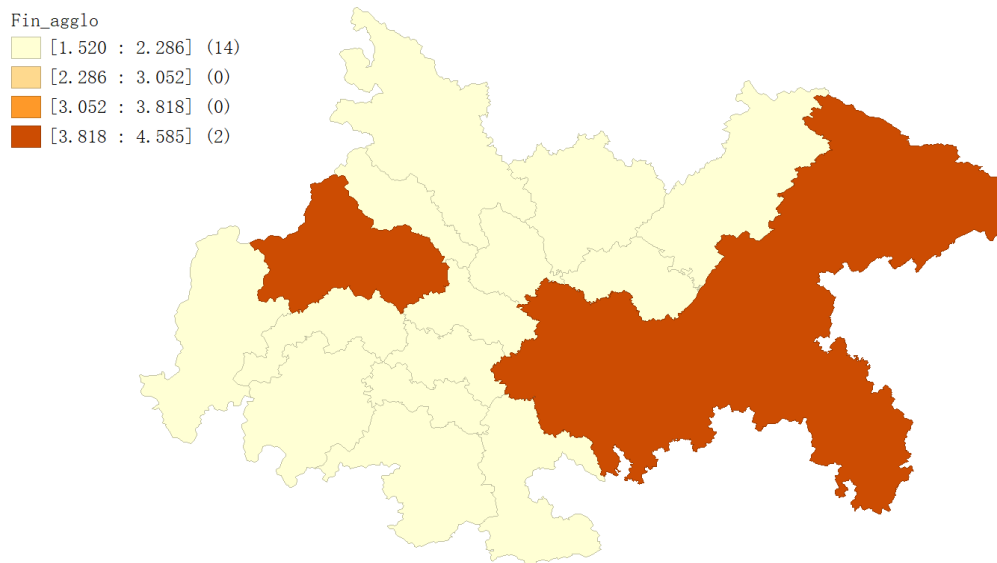 Fin_agglo
[1.520 : 2.286] (14)
[2.286 : 3.052] (0)
[3.052 : 3.818] (0)
[3.818 : 4.585] (2)